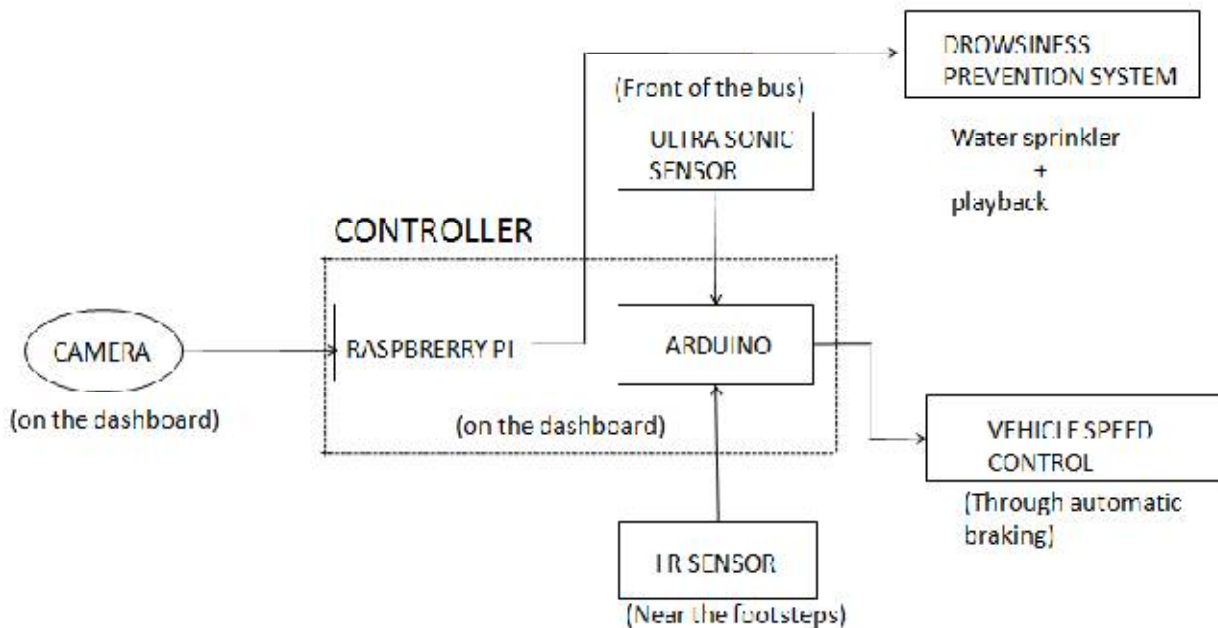 DROWSINESS
PREVENTION SYSTEM
(Front of the bus)
ULTRA SONIC
SENSOR
Water sprinkler
+
playback
CONTROLLER
CAMERA
RASPBRERRY PI
ARDUINO
(on the dashboard)
(on the dashboard)
VEHICLE SPEED
CONTROL
(Through automatic
braking)
I R SENSOR
(Near the footsteps)